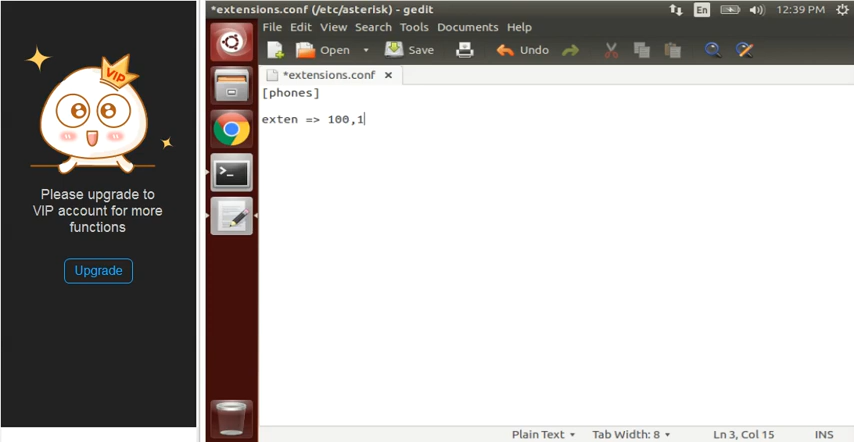 VIP
Please upgrade to
VIP account for more
functions
Upgrade
*extensions.conf (/etc/asterisk) - gedit
En
12:39 PM
File Edit View Search Tools Documents Help
Open Save Undo
*extensions.conf
[phones]
exten => 100,1
Plain Text Tab Width: 8 Ln 3, Col 15 INS